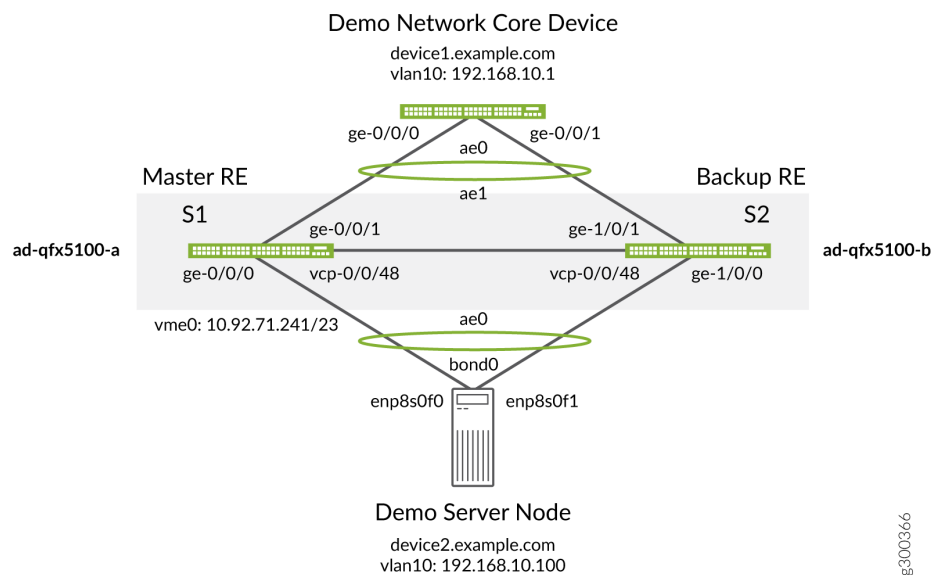 Demo Network Core Device
device1.example.com
vlan10: 192.168.10.1
ge-0/0/0
ge-0/0/1
ae0
Master RE
ae1
Backup RE
S1
S2
ge-0/0/1
ge-1/0/1
ad-qfx5100-a
ad-qfx5100-b
ge-0/0/0
vcp-0/0/48
vcp-0/0/48
ge-1/0/0
vme0: 10.92.71.241/23
ae0
bond0
enp8s0f0
enp8s0f1
Demo Server Node
device2.example.com
vlan10: 192.168.10.100
g300366